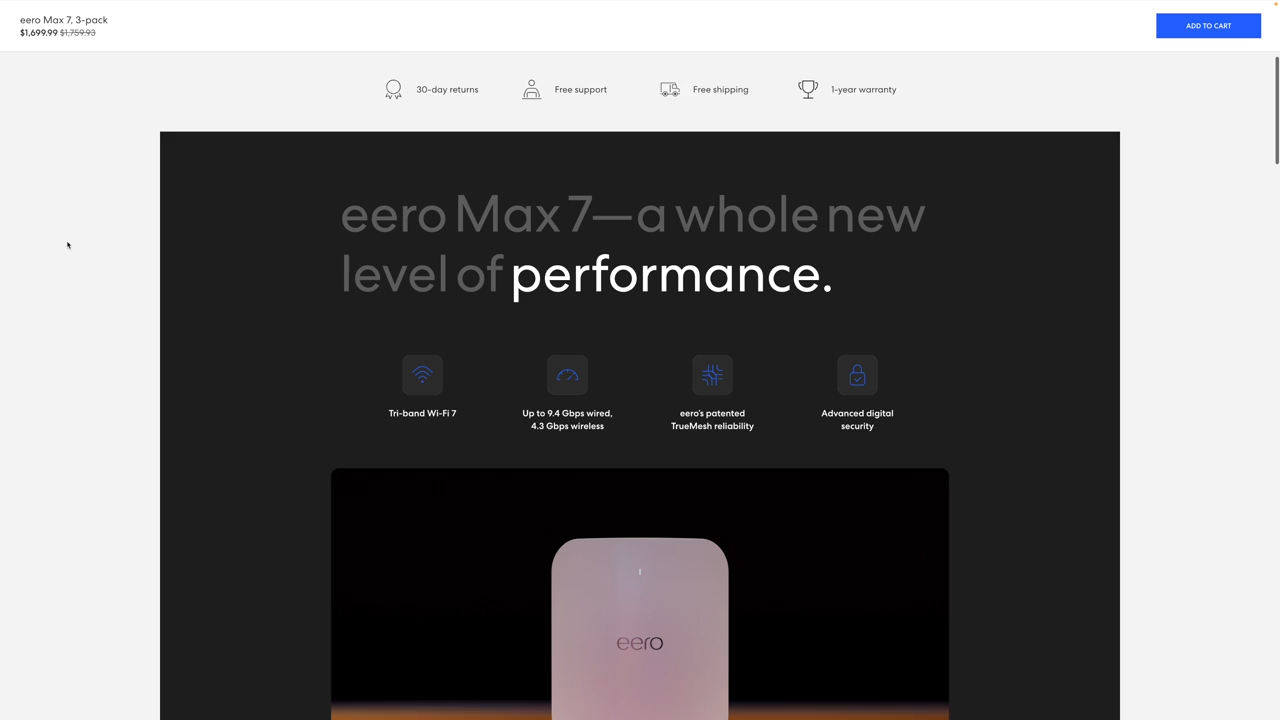 eero Max 7, 3-pack
$1,699.99 $1,759.93
ADD TO CART
30-day returns
Free support
Free shipping
1-year warranty
eero Max 7—a whole new
level of performance.
Tri-band Wi-Fi 7
Up to 9.4 Gbps wired,
4.3 Gbps wireless
eero's patented
TrueMesh reliability
Advanced digital
security
eero